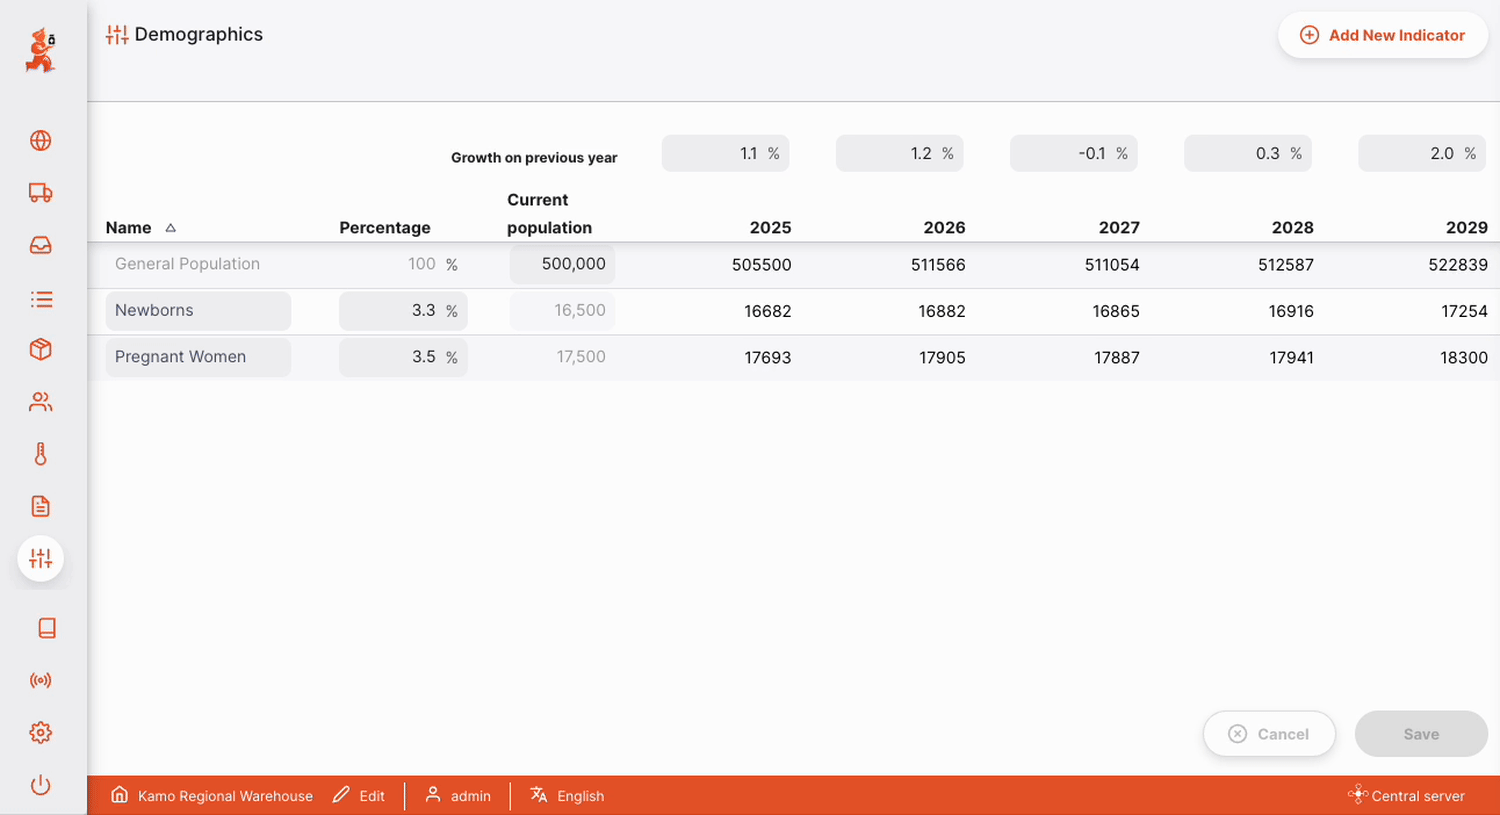 Demographics
Add New Indicator
Growth on previous year 1.1 % 1.2 % -0.1 % 0.3 % 2.0 %
Name Percentage Current population 2025 2026 2027 2028 2029
General Population 100 % 500,000 505500 511566 511054 512587 522839
Newborns 3.3 % 16,500 16682 16882 16865 16916 17254
Pregnant Women 3.5 % 17,500 17693 17905 17887 17941 18300
Cancel Save
Kamo Regional Warehouse Edit admin English Central server